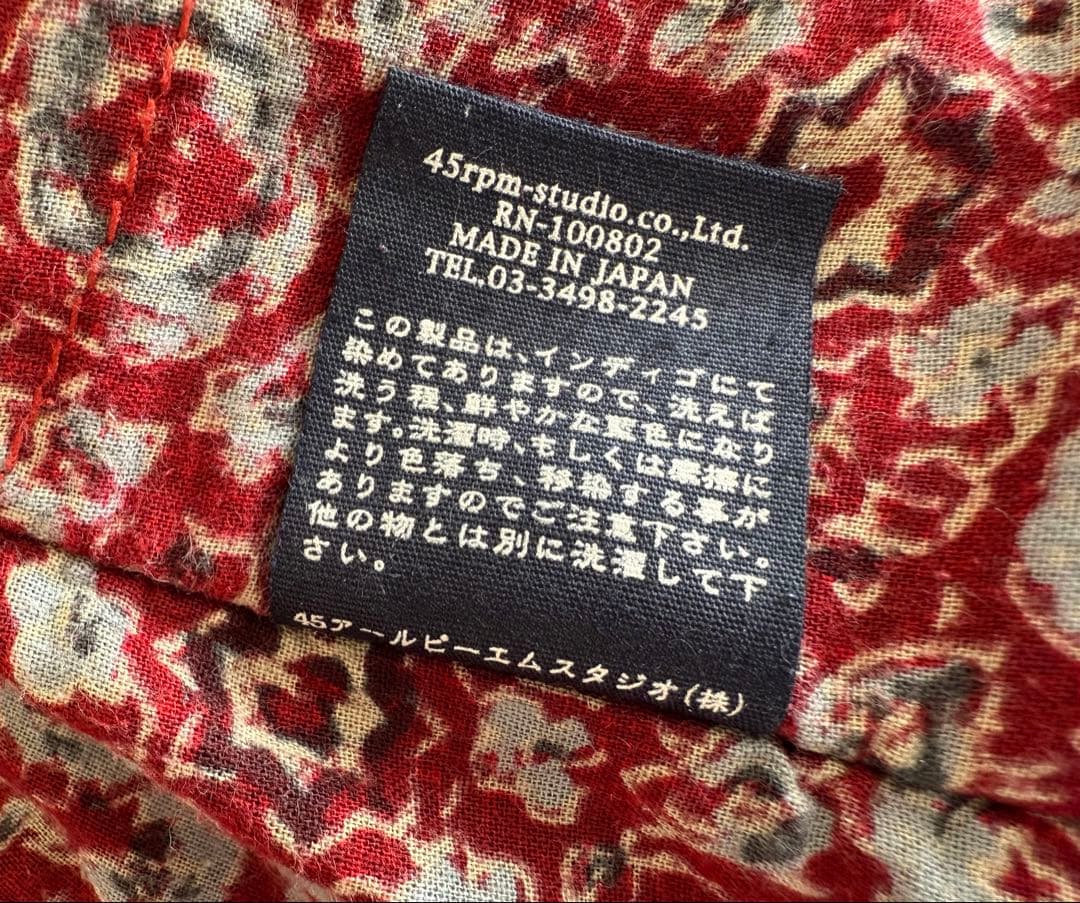 45rpm-studio.co.,Ltd.
RN-100802
MADE IN JAPAN
TEL.03-3498-2245
この製品は､インディゴにて
染めてありますので､洗えば
洗う程､鮮やかな藍色になり
ます｡洗濯時､もしくは摩擦に
より色落ち､移染する事が
ありますのでご注意下さい。
他の物とは別に洗濯して下
さい。
45アールピーエムスタジオ(株)